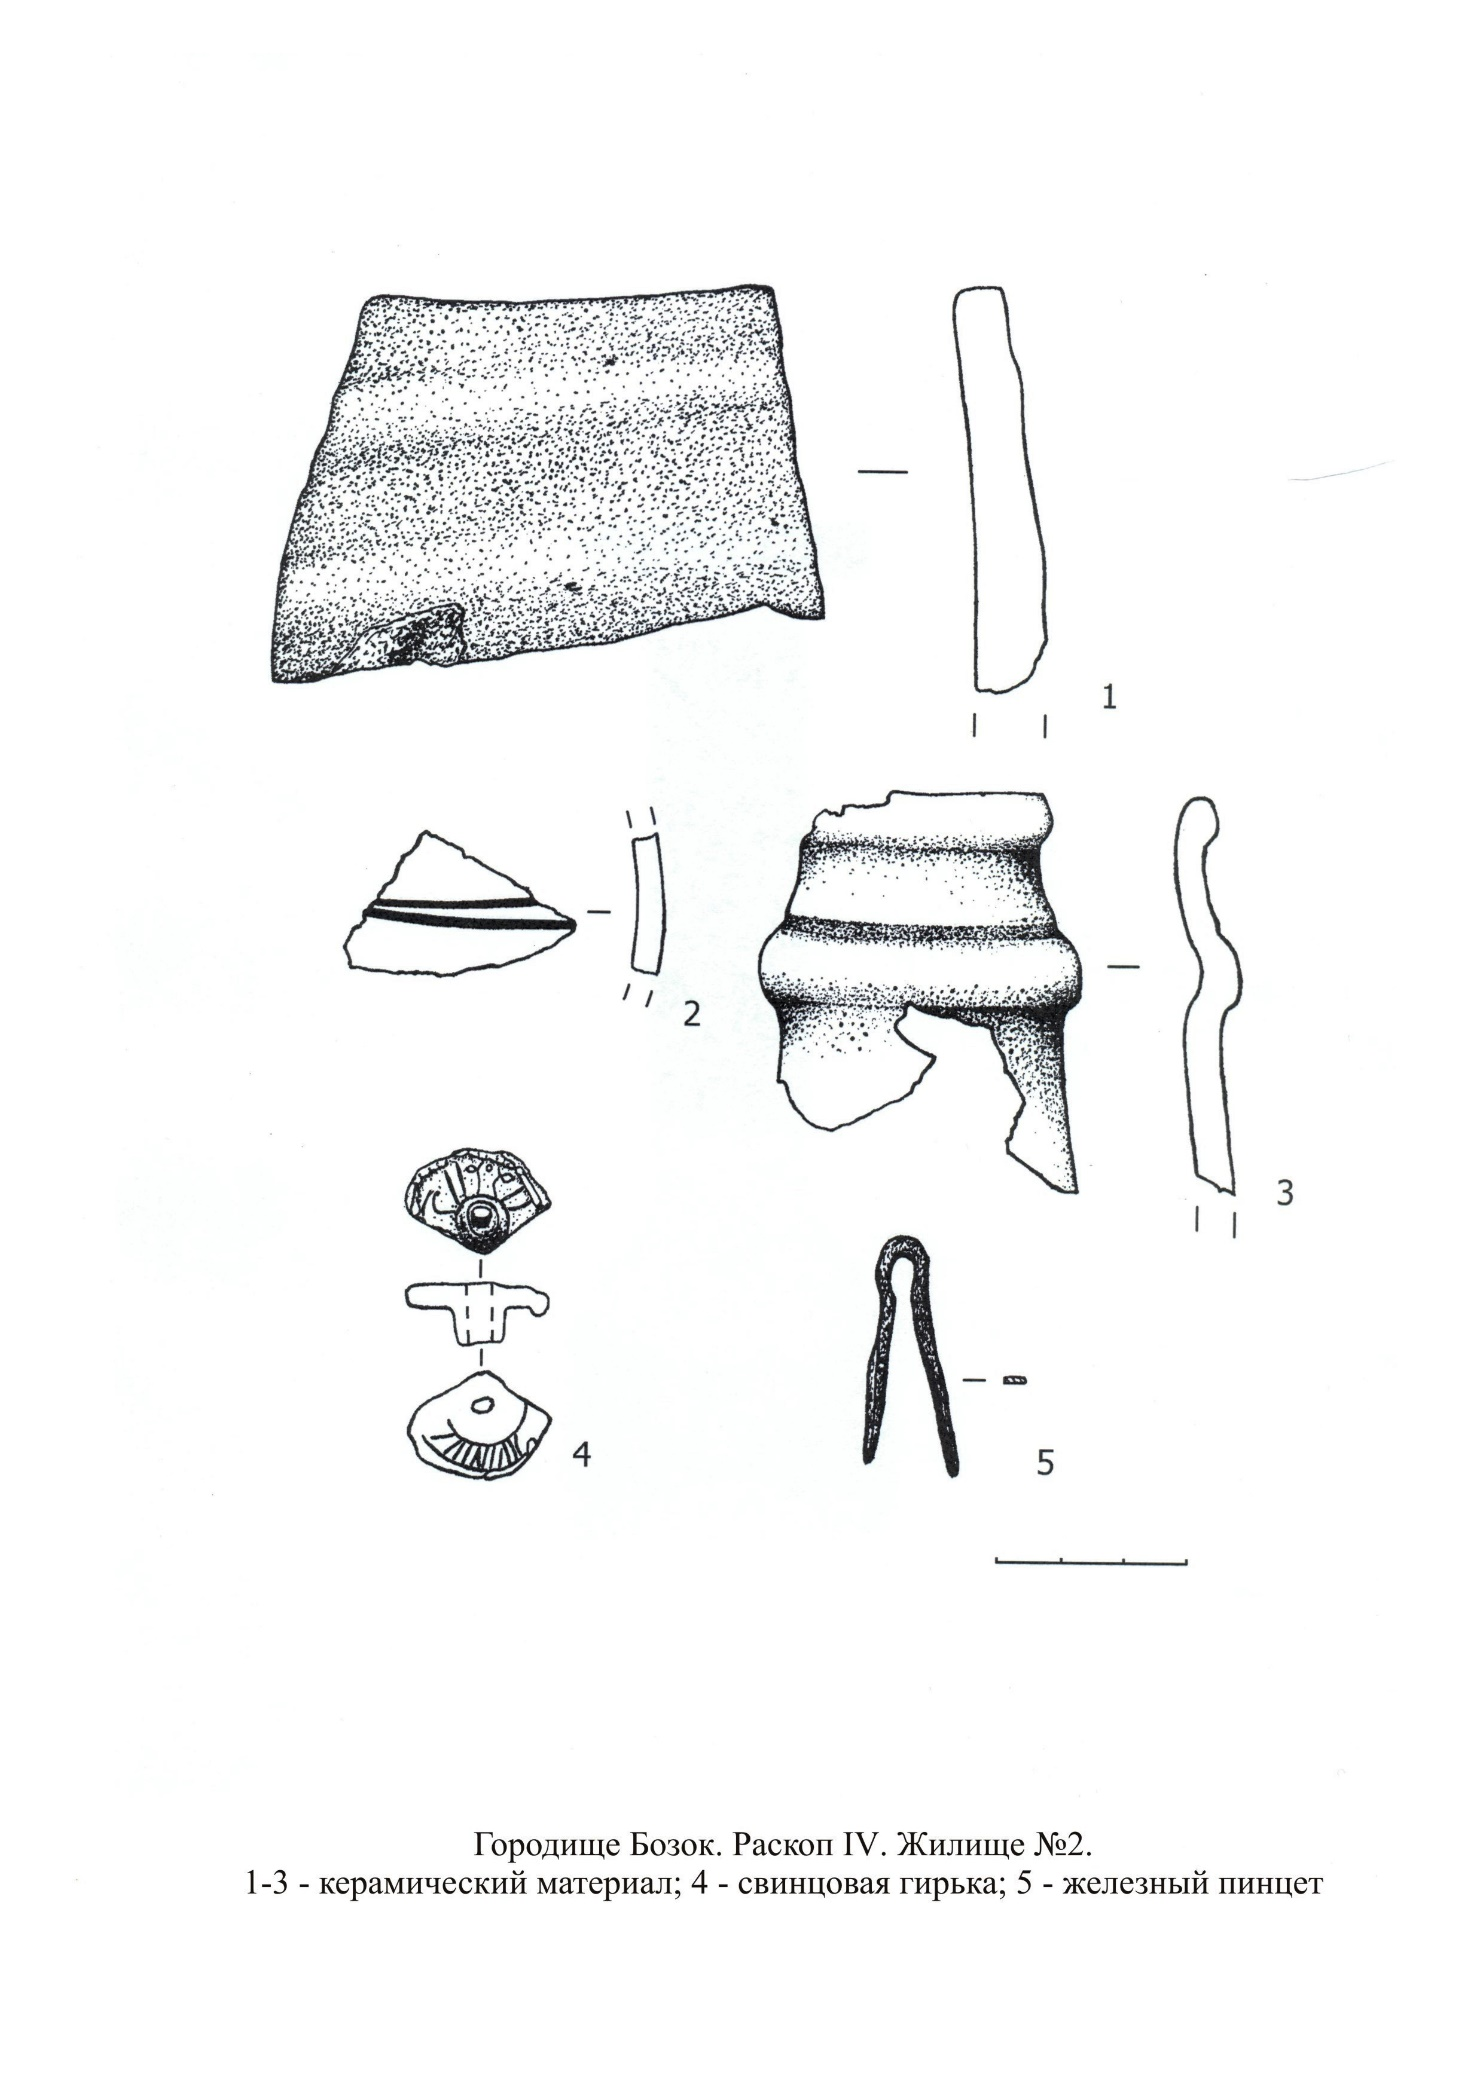 1
2
3
4
5
Городище Бозок. Раскоп IV. Жилище №2.
1-3 - керамический материал; 4 - свинцовая гирька; 5 - железный пинцет